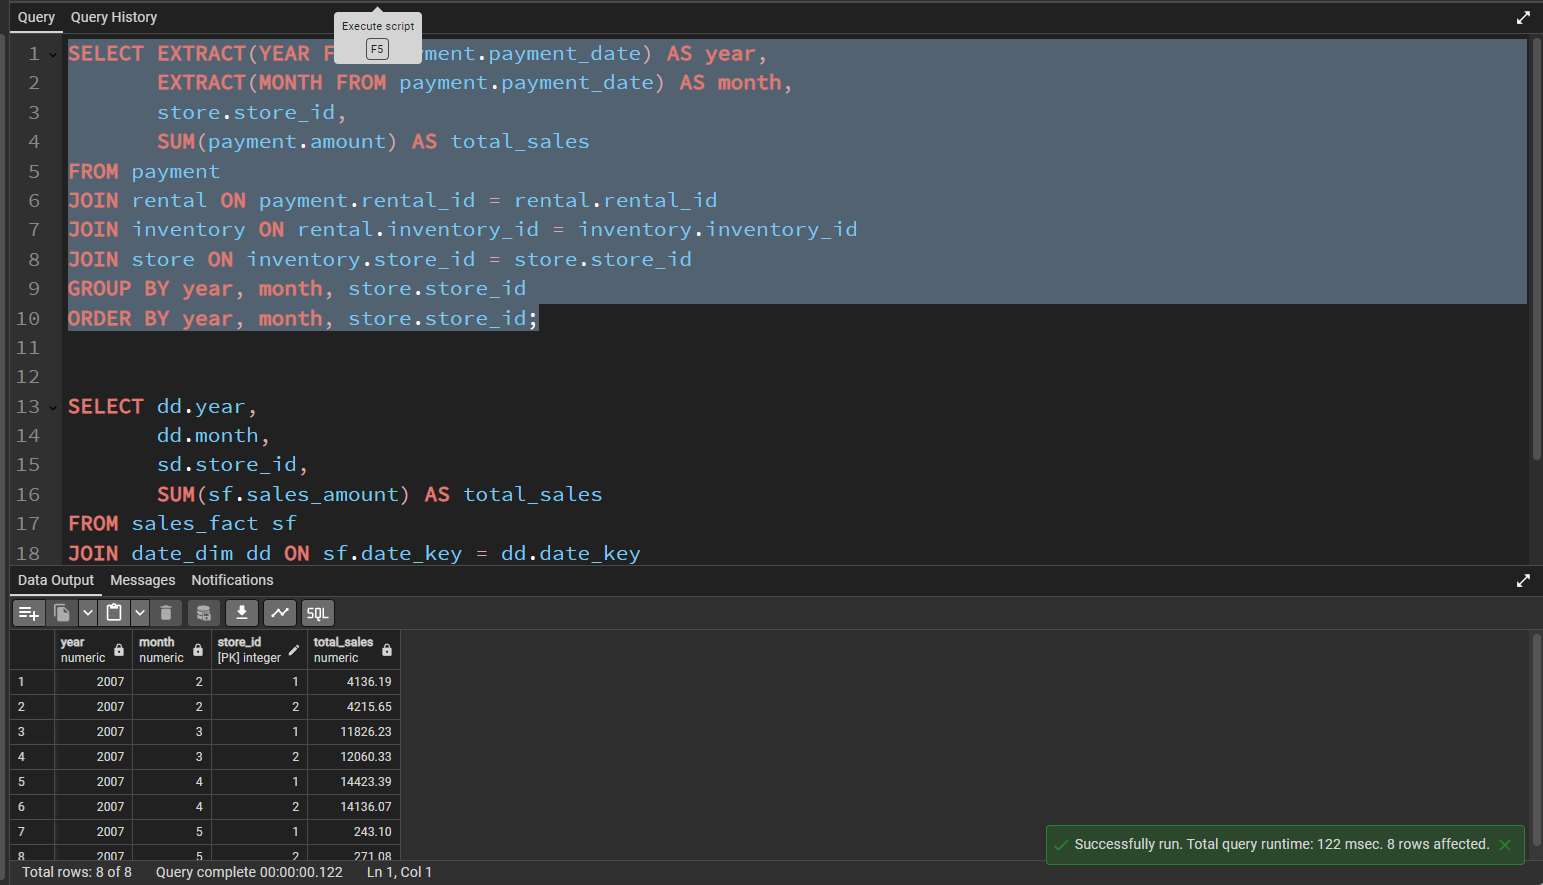 Query Query History
Execute script
F5
1 SELECT EXTRACT(YEAR F ment.payment_date) AS year,
2 EXTRACT(MONTH FROM payment.payment_date) AS month,
3 store.store_id,
4 SUM(payment.amount) AS total_sales
5 FROM payment
6 JOIN rental ON payment.rental_id = rental.rental_id
7 JOIN inventory ON rental.inventory_id = inventory.inventory_id
8 JOIN store ON inventory.store_id = store.store_id
9 GROUP BY year, month, store.store_id
10 ORDER BY year, month, store.store_id;
11
12
13 SELECT dd.year,
14 dd.month,
15 sd.store_id,
16 SUM(sf.sales_amount) AS total_sales
17 FROM sales_fact sf
18 JOIN date_dim dd ON sf.date_key = dd.date_key
Data Output Messages Notifications
SQL
year month store_id total_sales
numeric numeric [PK] integer numeric
1 2007 2 1 4136.19
2 2007 2 2 4215.65
3 2007 3 1 11826.23
4 2007 3 2 12060.33
5 2007 4 1 14423.39
6 2007 4 2 14136.07
7 2007 5 1 243.10
8 2007 5 2 271.08
Successfully run. Total query runtime: 122 msec. 8 rows affected.
Total rows: 8 of 8 Query complete 00:00:00.122 Ln 1, Col 1